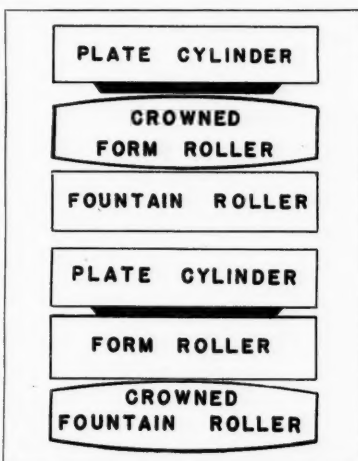 PLATE CYLINDER
CROWNED
FORM ROLLER
FOUNTAIN ROLLER
PLATE CYLINDER
FORM ROLLER
CROWNED
FOUNTAIN ROLLER